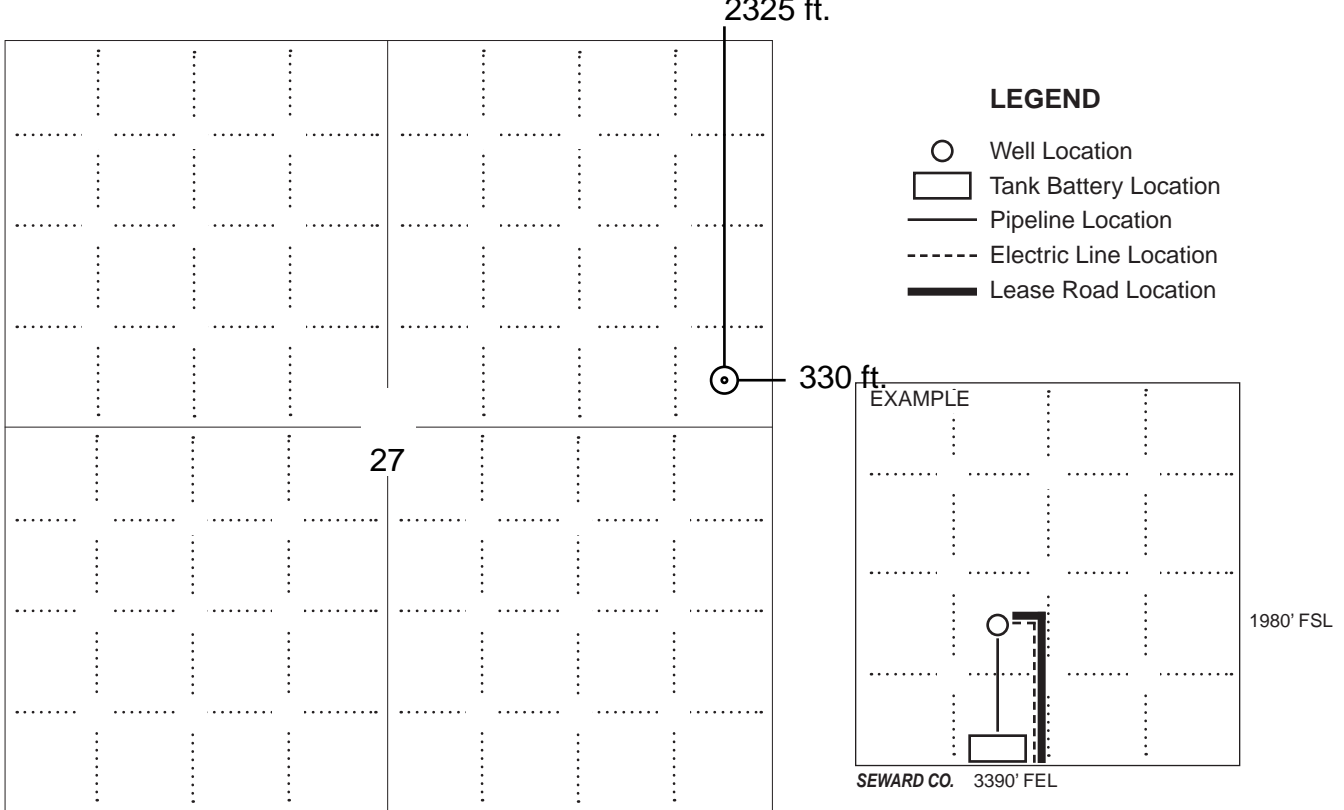 2325 ft.
LEGEND
Well Location
Tank Battery Location
Pipeline Location
Electric Line Location
Lease Road Location
330 ft.
EXAMPLE
27
1980' FSL
SEWARD CO. 3390' FEL